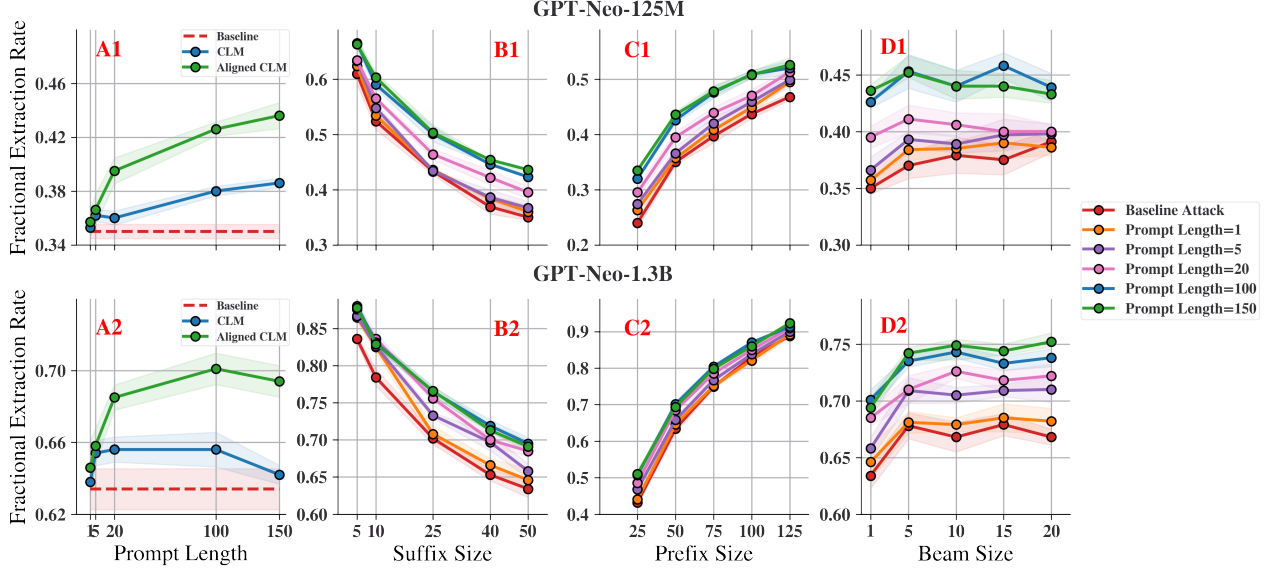 GPT-Neo-125M
Fractional Extraction Rate
A1
Baseline
CLM
Aligned CLM
0.46
0.42
0.38
0.34
B1
0.6
0.5
0.4
0.3
C1
0.5
0.4
0.3
0.2
D1
0.45
0.40
0.35
0.30
Baseline Attack
Prompt Length=1
Prompt Length=5
Prompt Length=20
Prompt Length=100
Prompt Length=150
GPT-Neo-1.3B
Fractional Extraction Rate
A2
Baseline
CLM
Aligned CLM
0.70
0.66
0.62
1 5 20 100 150
Prompt Length
B2
0.85
0.80
0.75
0.70
0.65
0.60
5 10 25 40 50
Suffix Size
C2
0.9
0.8
0.7
0.6
0.5
0.4
25 50 75 100 125
Prefix Size
D2
0.75
0.70
0.65
0.60
1 5 10 15 20
Beam Size